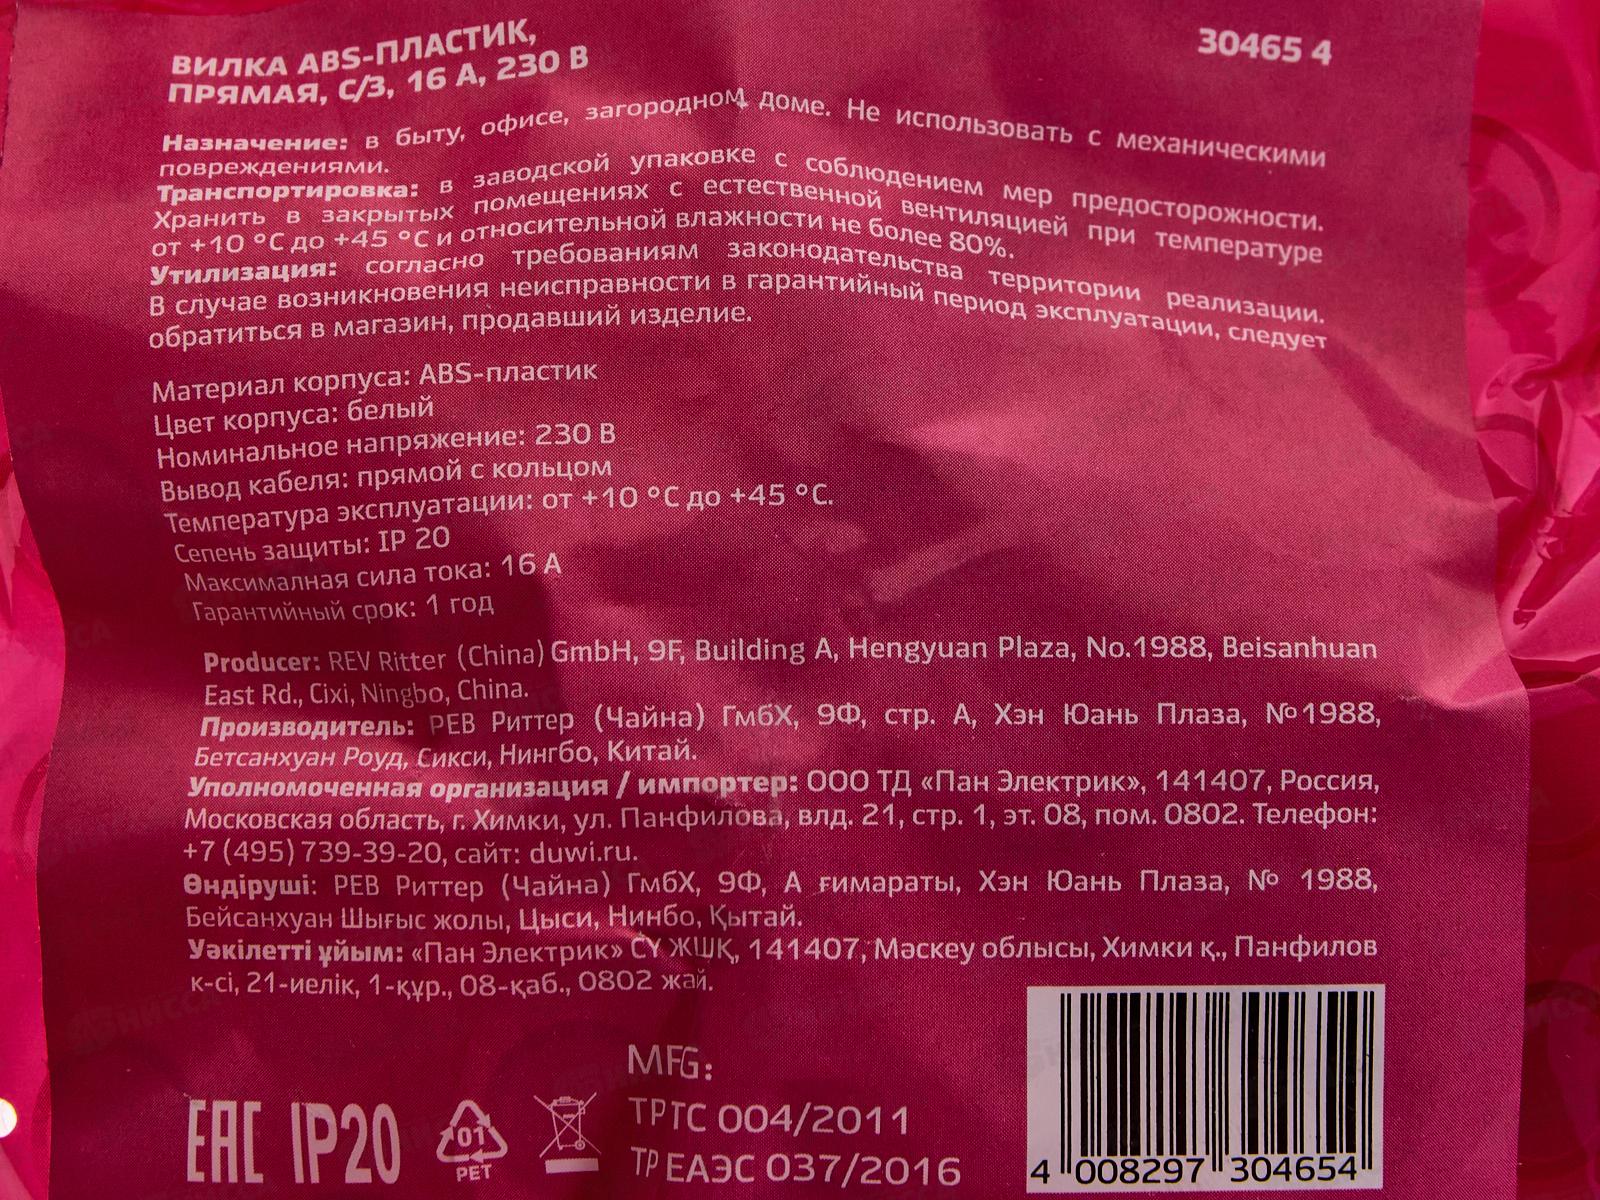 ВИЛКА ABS-ПЛАСТИК,
ПРЯМАЯ, С/З, 16 А, 230 В
30465 4
Назначение: в быту, офисе, загородном доме. Не использовать с механическими
повреждениями.
Транспортировка: в заводской упаковке с соблюдением мер предосторожности.
Хранить в закрытых помещениях с естественной вентиляцией при температуре
от +10 °С до +45 °С и относительной влажности не более 80%.
Утилизация: согласно требованиям законодательства территории реализации.
В случае возникновения неисправности в гарантийный период эксплуатации, следует
обратиться в магазин, продавший изделие.
Материал корпуса: ABS-пластик
Цвет корпуса: белый
Номинальное напряжение: 230 В
Вывод кабеля: прямой с кольцом
Температура эксплуатации: от +10 °С до +45 °С.
Сепень защиты: IP 20
Максималная сила тока: 16 А
Гарантийный срок: 1 год
Producer: REV Ritter (China) GmbH, 9F, Building A, Hengyuan Plaza, No.1988, Beisanhuan
East Rd., Cixi, Ningbo, China.
Производитель: РЕВ Риттер (Чайна) ГмбХ, 9Ф, стр. А, Хэн Юань Плаза, №1988,
Бетсанхуан Роуд, Сикси, Нингбо, Китай.
Уполномоченная организация / импортер: ООО ТД «Пан Электрик», 141407, Россия,
Московская область, г. Химки, ул. Панфилова, влд. 21, стр. 1, эт. 08, пом. 0802. Телефон:
+7 (495) 739-39-20, сайт: duwi.ru.
Өндіруші: РЕВ Риттер (Чайна) ГмбХ, 9Ф, А ғимараты, Хэн Юань Плаза, № 1988,
Бейсанхуан Шығыс жолы, Цыси, Нинбо, Қытай.
Уәкілетті ұйым: «Пан Электрик» СҮ ЖШҚ, 141407, Мәскеу облысы, Химки қ., Панфилов
к-сі, 21-иелік, 1-құр., 08-қаб., 0802 жай.
MFG:
ТР ТС 004/2011
ТР ЕАЭС 037/2016
EAC IP20
01
PET
4 008297 304654